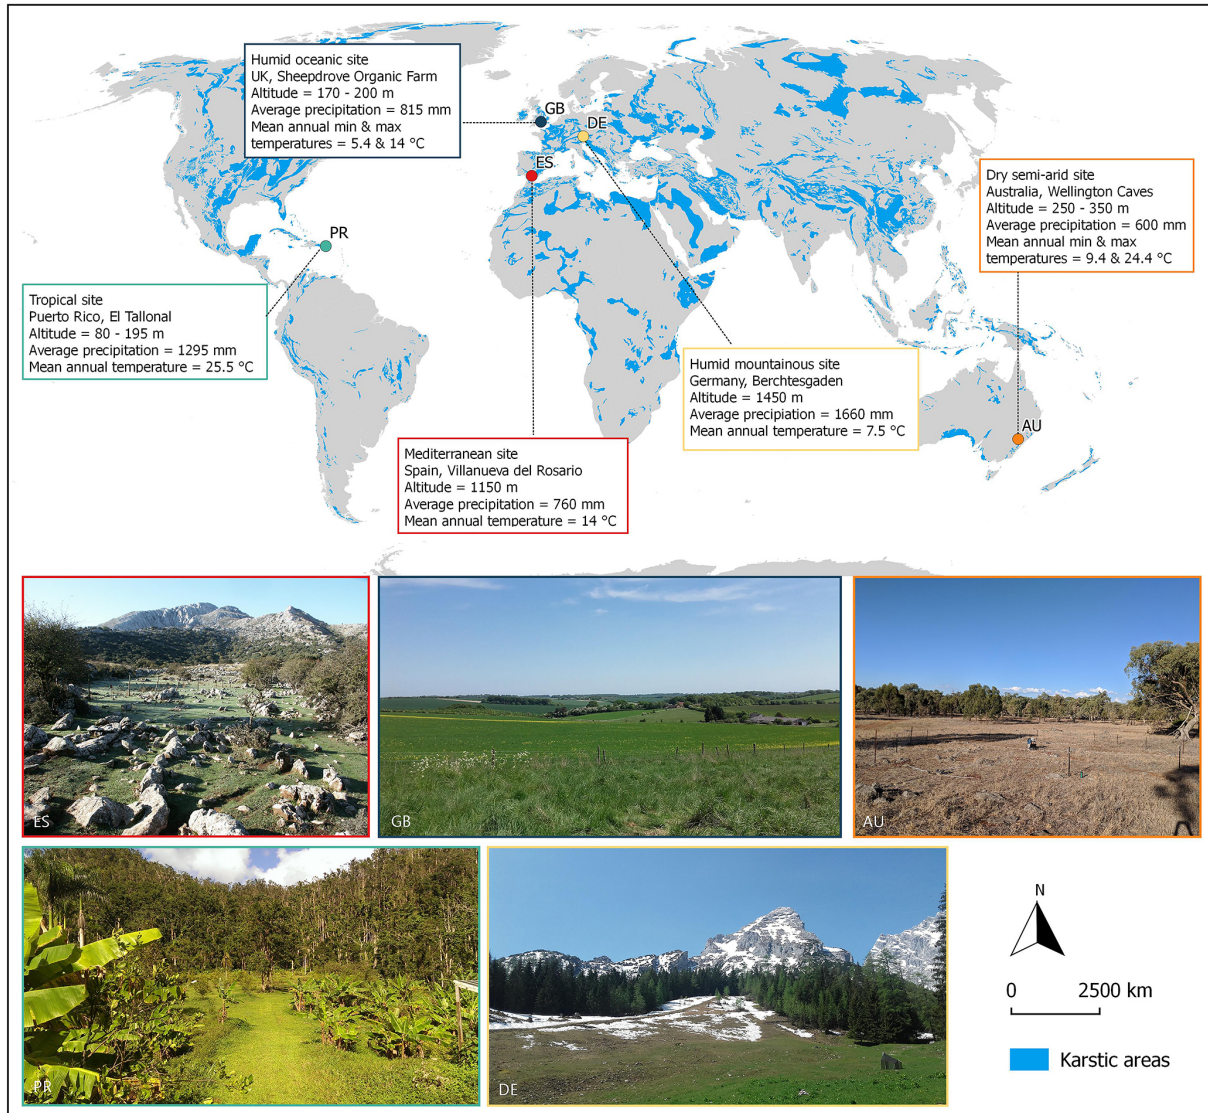 Humid oceanic site
UK, Sheepdrove Organic Farm
Altitude = 170 - 200 m
Average precipitation = 815 mm
Mean annual min & max
temperatures = 5.4 & 14 °C
GB
DE
ES
PR
Dry semi-arid site
Australia, Wellington Caves
Altitude = 250 - 350 m
Average precipitation = 600 mm
Mean annual min & max
temperatures = 9.4 & 24.4 °C
Tropical site
Puerto Rico, El Tallonal
Altitude = 80 - 195 m
Average precipitation = 1295 mm
Mean annual temperature = 25.5 °C
Humid mountainous site
Germany, Berchtesgaden
Altitude = 1450 m
Average precipiation = 1660 mm
Mean annual temperature = 7.5 °C
AU
Mediterranean site
Spain, Villanueva del Rosario
Altitude = 1150 m
Average precipitation = 760 mm
Mean annual temperature = 14 °C
ES
GB
AU
PR
DE
N
0 2500 km
Karstic areas